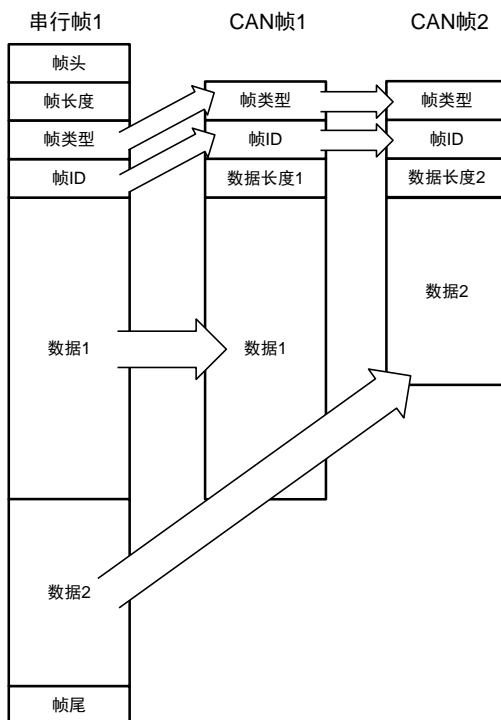 串行帧1
CAN帧1
CAN帧2
帧头
帧长度
帧类型
帧类型
帧类型
帧ID
帧ID
帧ID
数据长度1
数据长度2
数据1
数据1
数据2
数据2
帧尾